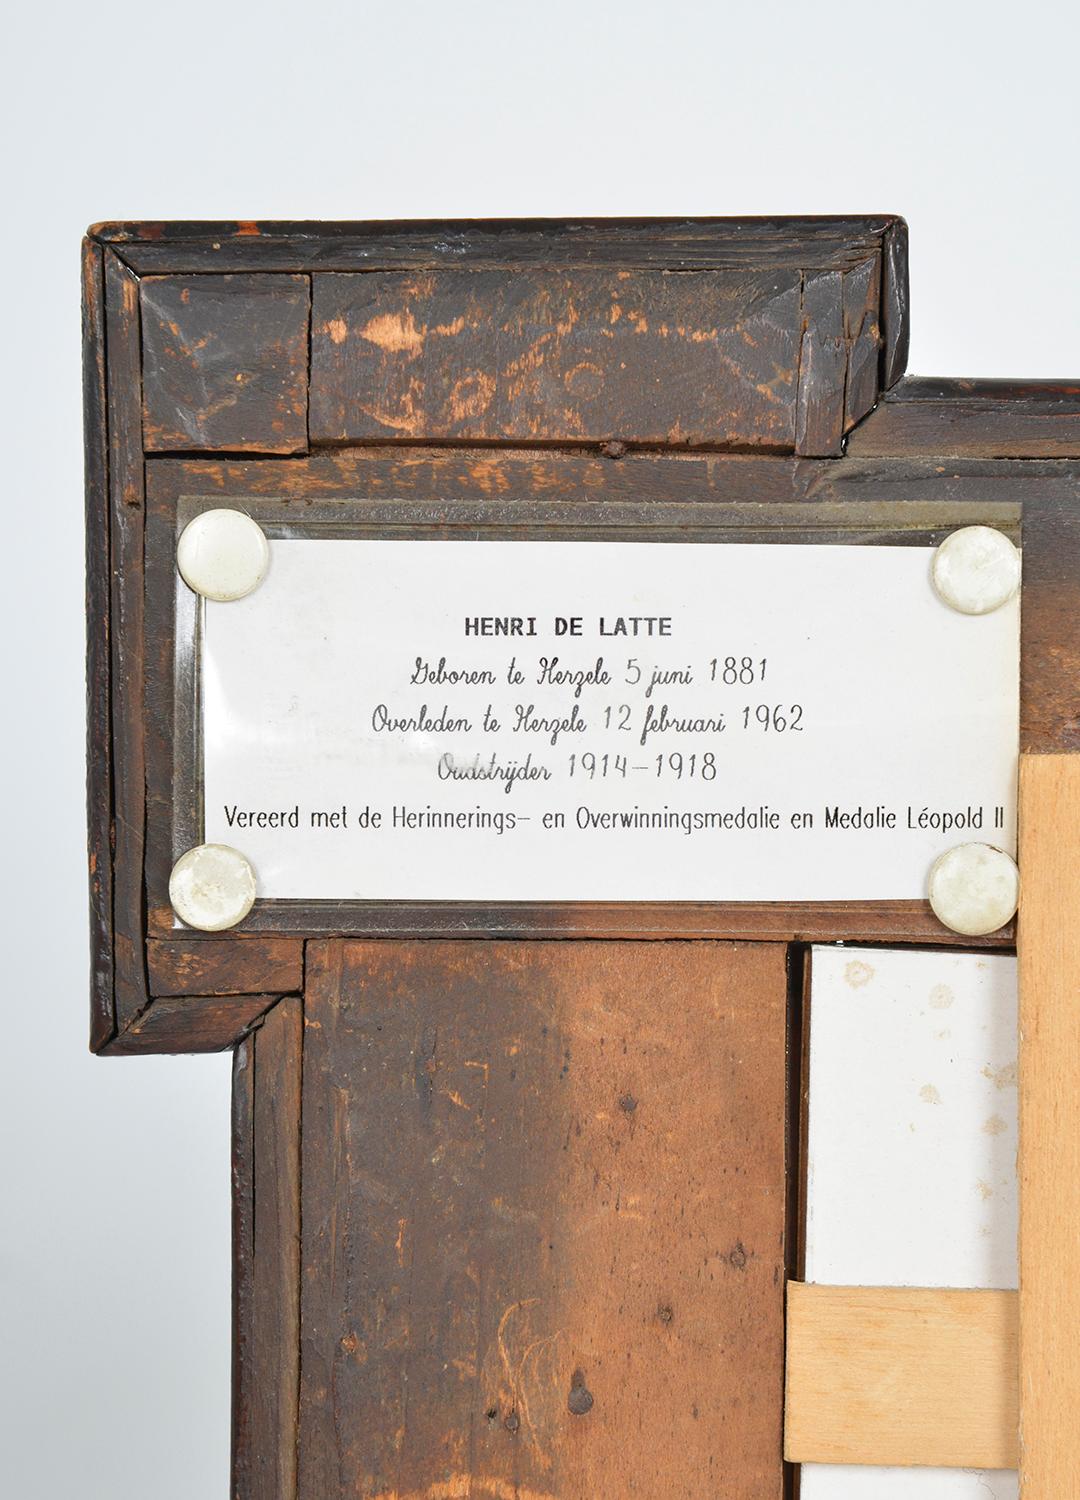 HENRI DE LATTE
Geboren te Herzele 5 juni 1881
Overleden te Herzele 12 februari 1962
Oudstrijder 1914-1918
Vereerd met de Herinnerings- en Overwinningsmedalie en Medalie Léopold II